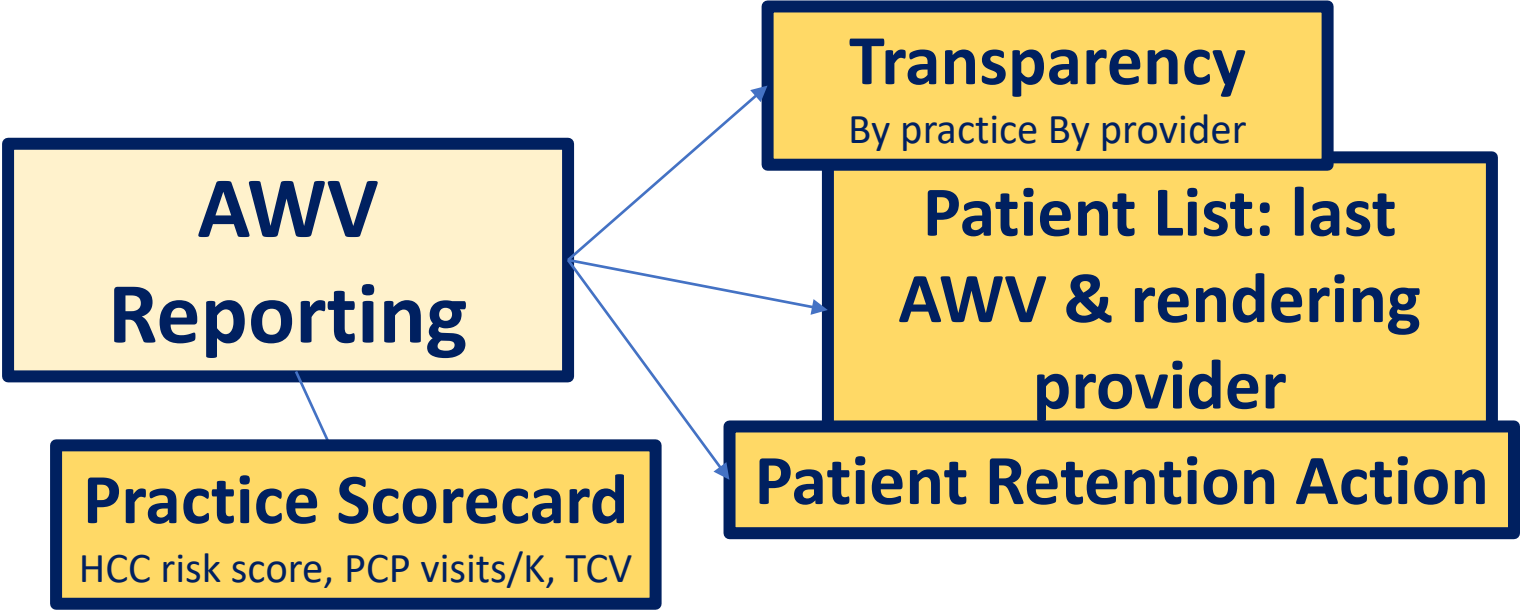 AWV
Reporting
Practice Scorecard
HCC risk score, PCP visits/K, TCV
Transparency
By practice By provider
Patient List: last
AWV & rendering
provider
Patient Retention Action